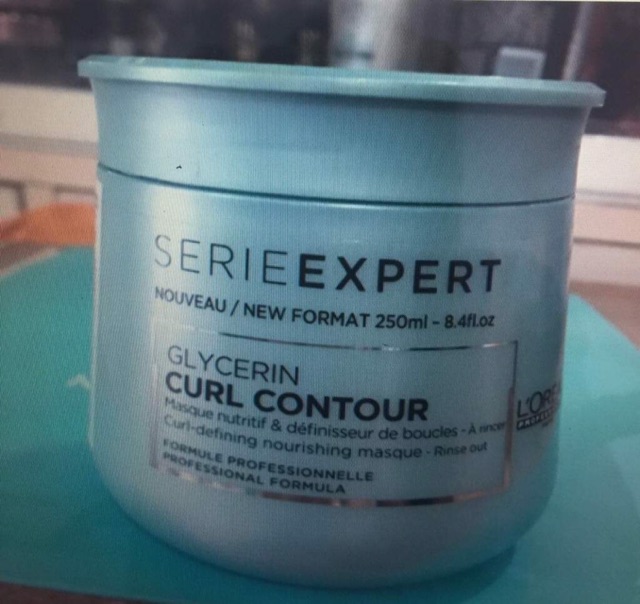 SERIEEXPERT
NOUVEAU / NEW FORMAT 250ml - 8.4fl.oz
GLYCERIN
CURL CONTOUR
Masque nutritif & définisseur de boucles - À rincer
Curl-defining nourishing masque - Rinse out
FORMULE PROFESSIONNELLE
PROFESSIONAL FORMULA